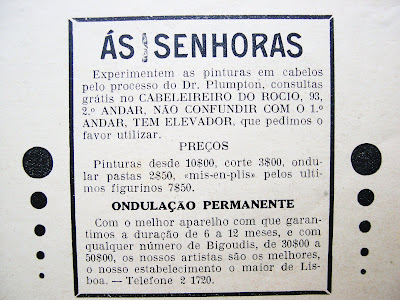 ÁS SENHORAS
Experimentem as pinturas em cabelos
pelo processo do Dr. Plumpton, consultas
grátis no CABELEIREIRO DO ROCIO, 93,
2.º ANDAR, NÃO CONFUNDIR COM O 1.º
ANDAR, TEM ELEVADOR, que pedimos o
favor utilizar.
PREÇOS
Pinturas desde 10$00, corte 3$00, ondu-
lar pastas 2$50, «mis-en-plis» pelos ultí-
mos figurinos 7$50.
ONDULAÇÃO PERMANENTE
Com o melhor aparelho com que garan-
timos a duração de 6 a 12 meses, e com
qualquer número de Bigoudis, de 30$00 a
50$00, os nossos artistas são os melhores,
o nosso estabelecimento o maior de Lis-
boa. — Telefone 2 1720.